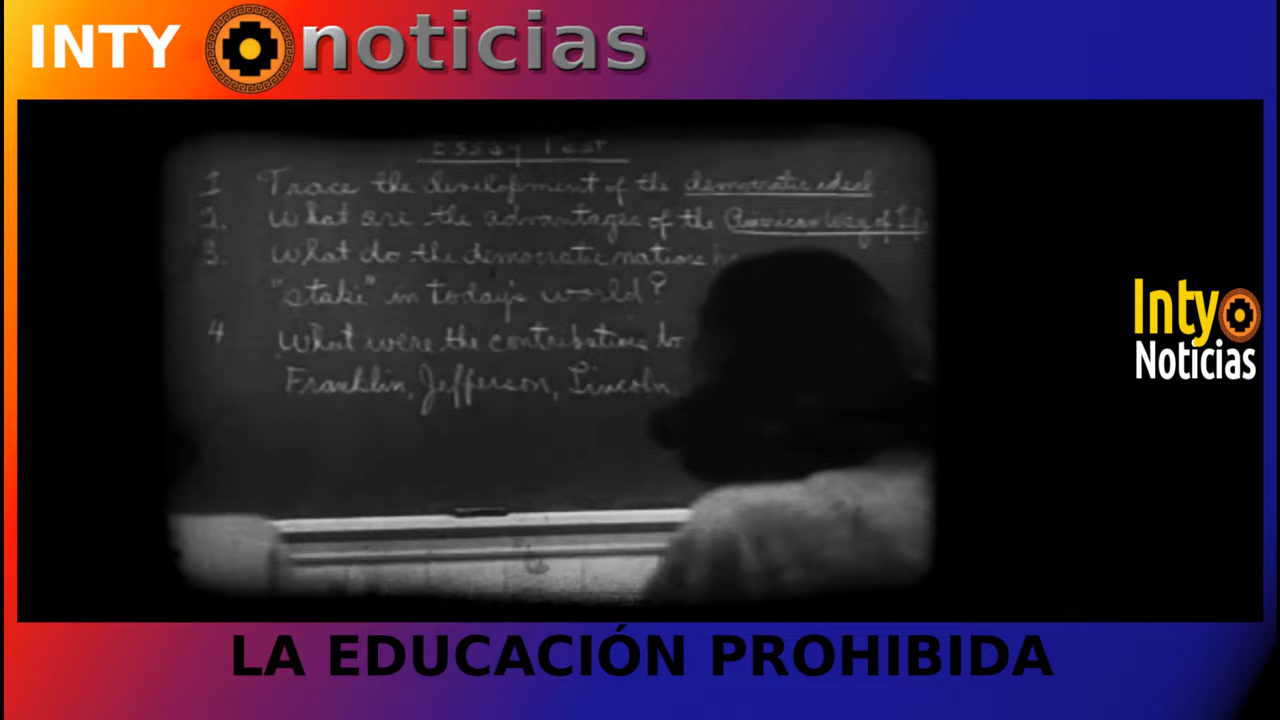 INTY noticias
Essay Test
1 Trace the development of the democratic ideal
2. What are the advantages of the American Way of Life
3. What do the democratic nations
"stake" in today's world?
4 What were the contributions to
Franklin, Jefferson, Lincoln,
Inty
Noticias
LA EDUCACIÓN PROHIBIDA